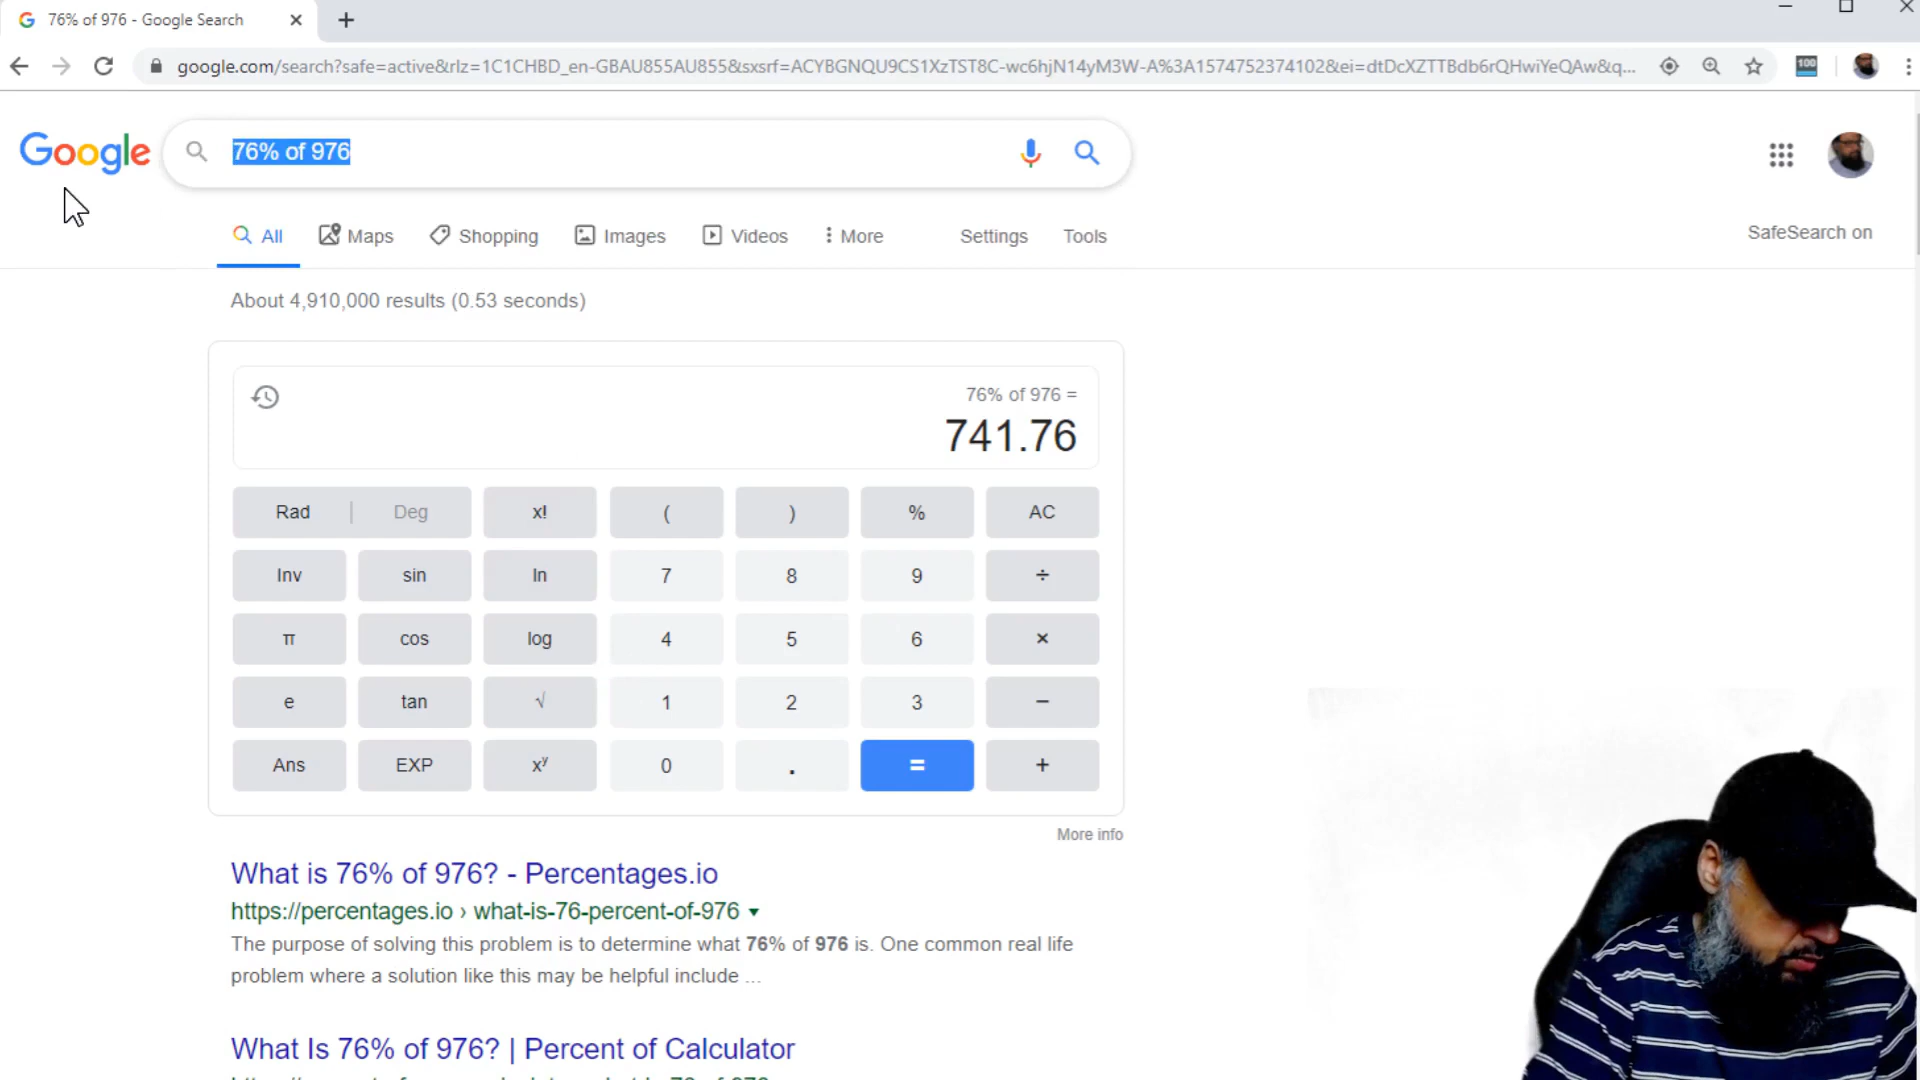 76% of 976 - Google Search
google.com/search?safe=active&rlz=1C1CHBD_en-GBAU855AU855&sxsrf=ACYBGNQU9CS1XzTST8C-wc6hjN14yM3W-A%3A1574752374102&ei=dtDcXZTTBdb6rQHwiYeQAw&q...
100
Google
76% of 976
All Maps Shopping Images Videos More Settings Tools
SafeSearch on
About 4,910,000 results (0.53 seconds)
76% of 976 =
741.76
Rad | Deg x! ( ) % AC
Inv sin ln 7 8 9 ÷
π cos log 4 5 6 ×
e tan √ 1 2 3 −
Ans EXP xʸ 0 . = +
More info
What is 76% of 976? - Percentages.io
https://percentages.io › what-is-76-percent-of-976
The purpose of solving this problem is to determine what 76% of 976 is. One common real life
problem where a solution like this may be helpful include ...
What Is 76% of 976? | Percent of Calculator